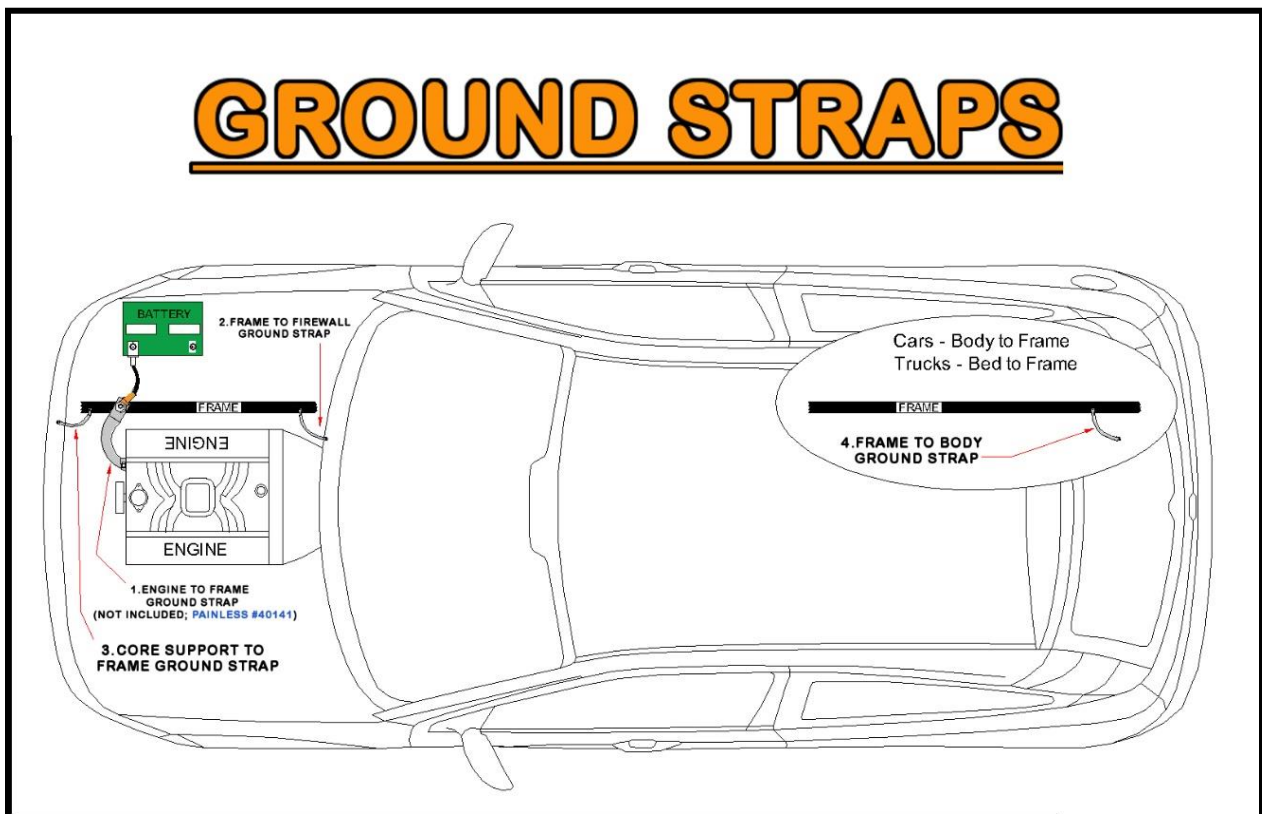 GROUND STRAPS
BATTERY
2.FRAME TO FIREWALL
GROUND STRAP
FRAME
ENGINE
ENGINE
1.ENGINE TO FRAME
GROUND STRAP
(NOT INCLUDED; PAINLESS #40141)
3.CORE SUPPORT TO
FRAME GROUND STRAP
Cars - Body to Frame
Trucks - Bed to Frame
FRAME
4.FRAME TO BODY
GROUND STRAP